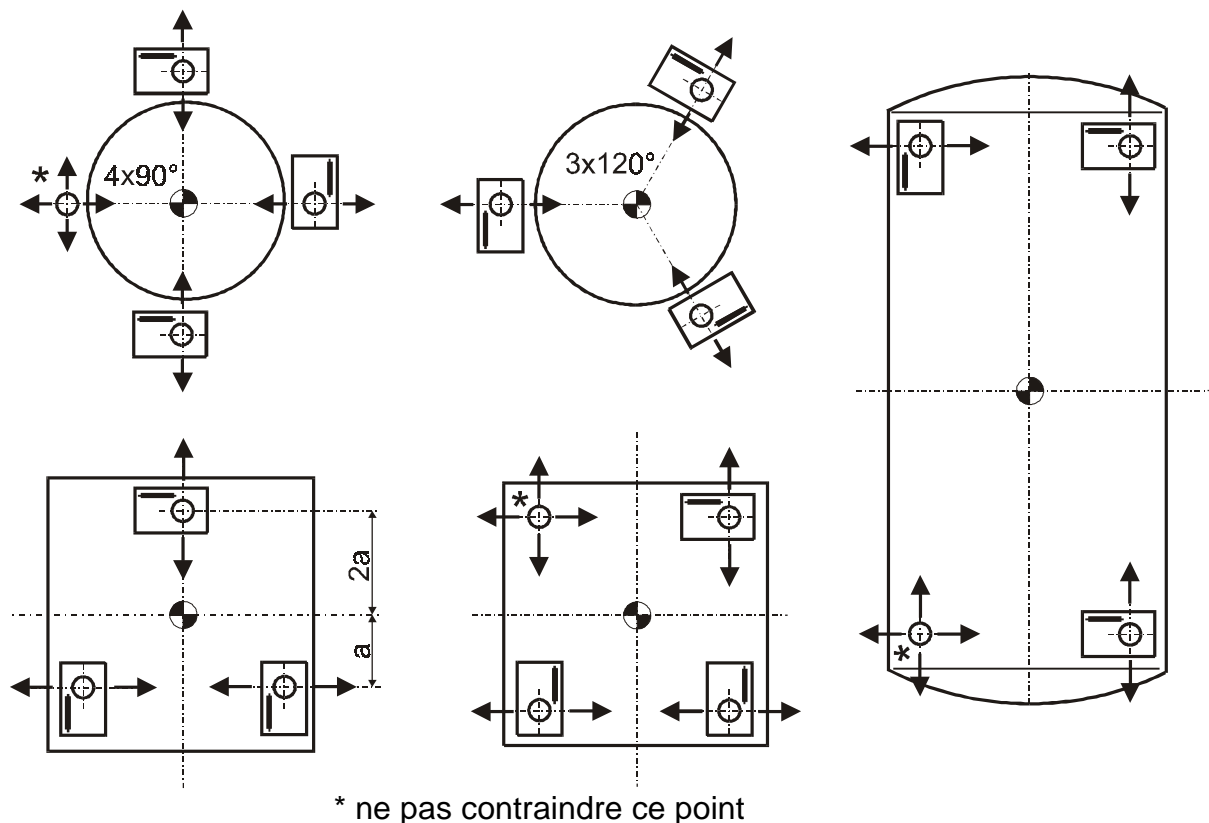 *
4x90°
3x120°
2a
a
*
*
* ne pas contraindre ce point